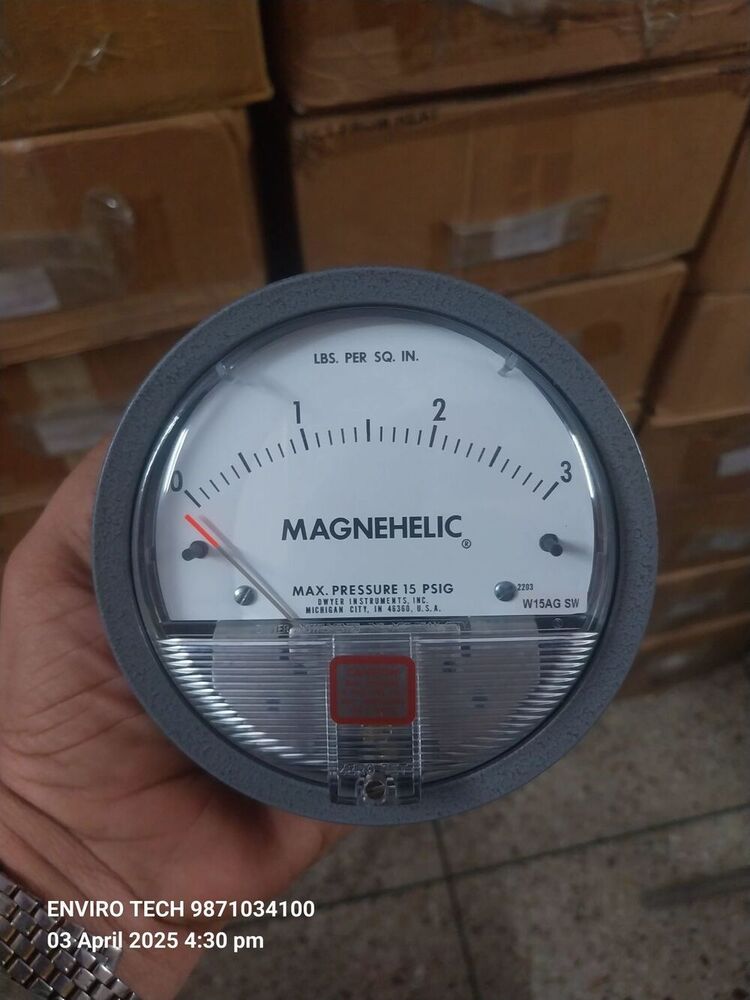 LBS. PER SQ. IN.
0 1 2 3
MAGNEHELIC®
MAX. PRESSURE 15 PSIG
DWYER INSTRUMENTS, INC.
MICHIGAN CITY, IN 46360, U.S.A.
2203
W15AG SW
ENVIRO TECH 9871034100
03 April 2025 4:30 pm